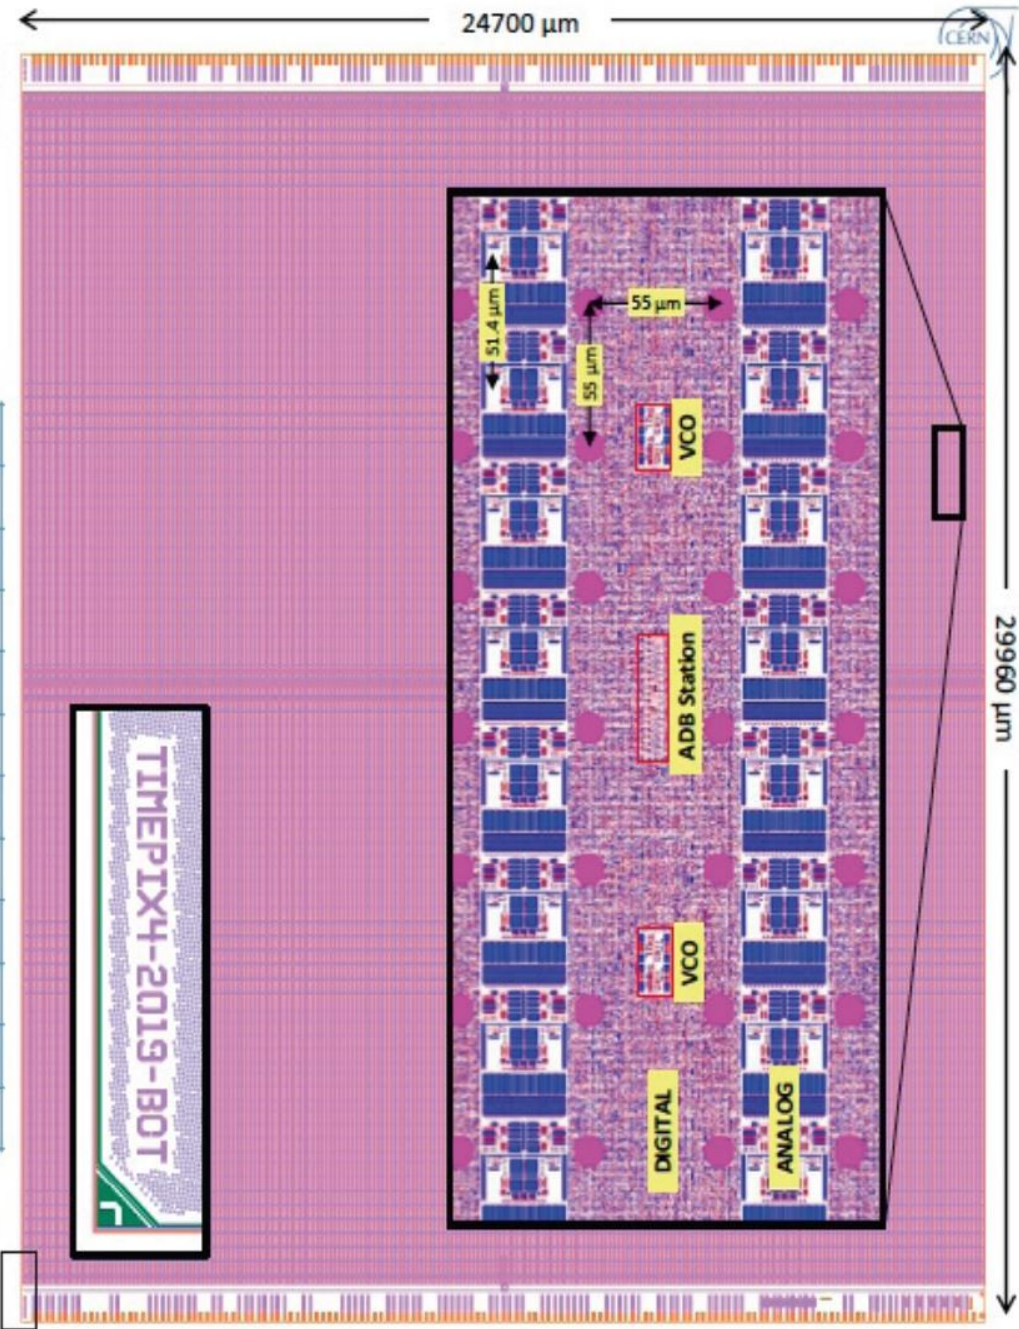 24700 µm
CERN
51.4 µm
55 µm
55 µm
VCO
ADB Station
VCO
DIGITAL
ANALOG
29960 µm
TIMEPIX4-2019-BOT